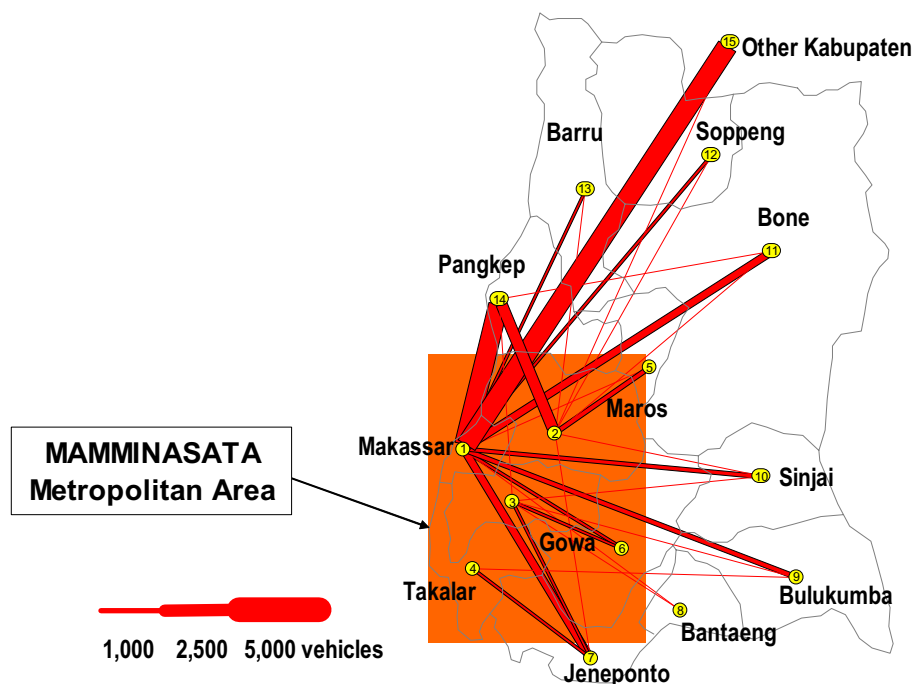 15
Other Kabupaten
Barru
Soppeng
12
13
Bone
11
Pangkep
14
5
Maros
2
Makassar
1
MAMMINASATA
Metropolitan Area
10
Sinjai
3
Gowa
6
4
Takalar
9
Bulukumba
8
Bantaeng
1,000 2,500 5,000 vehicles
7
Jeneponto